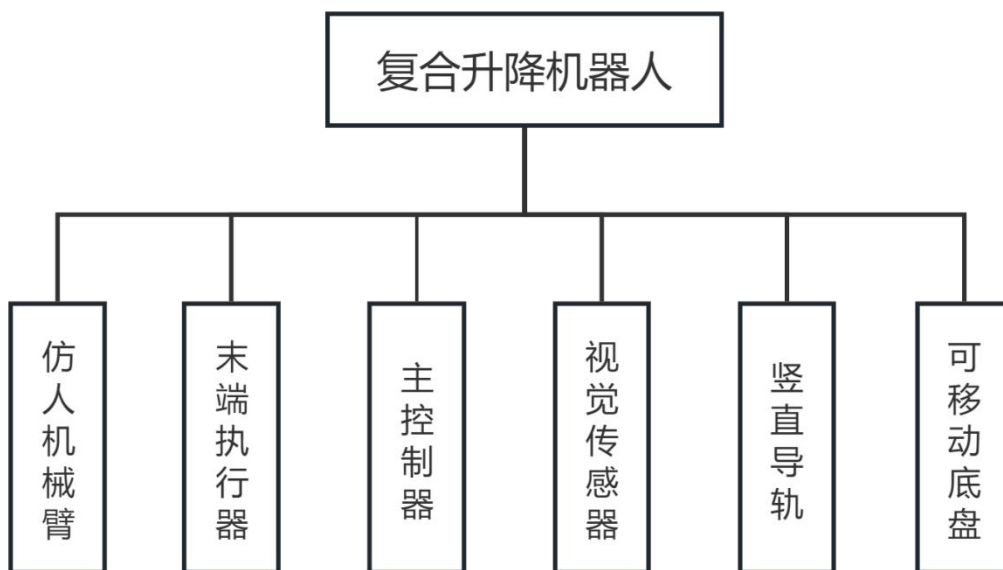 复合升降机器人
仿人机械臂
末端执行器
主控制器
视觉传感器
竖直导轨
可移动底盘